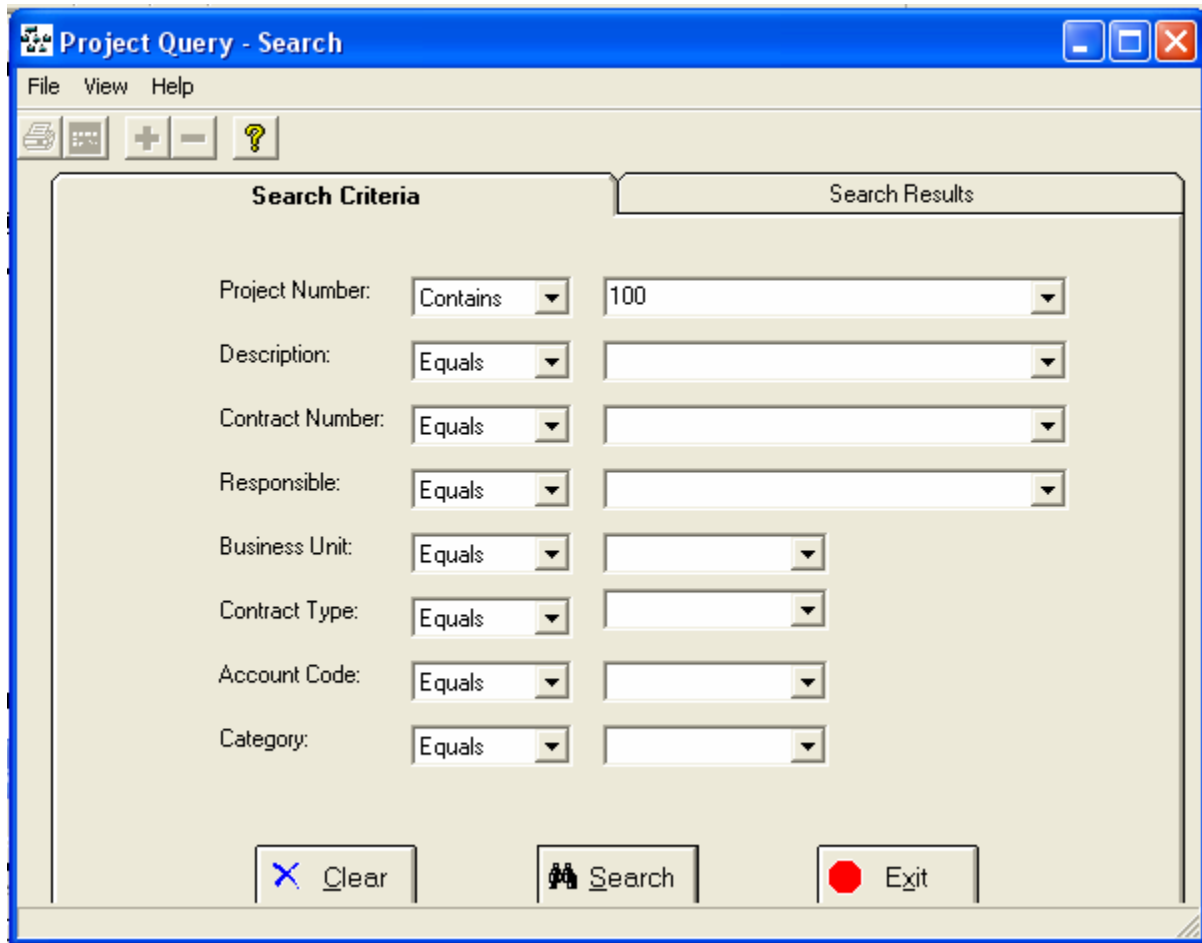 Project Query - Search
File View Help
Search Criteria Search Results
Project Number: Contains 100
Description: Equals
Contract Number: Equals
Responsible: Equals
Business Unit: Equals
Contract Type: Equals
Account Code: Equals
Category: Equals
Clear Search Exit